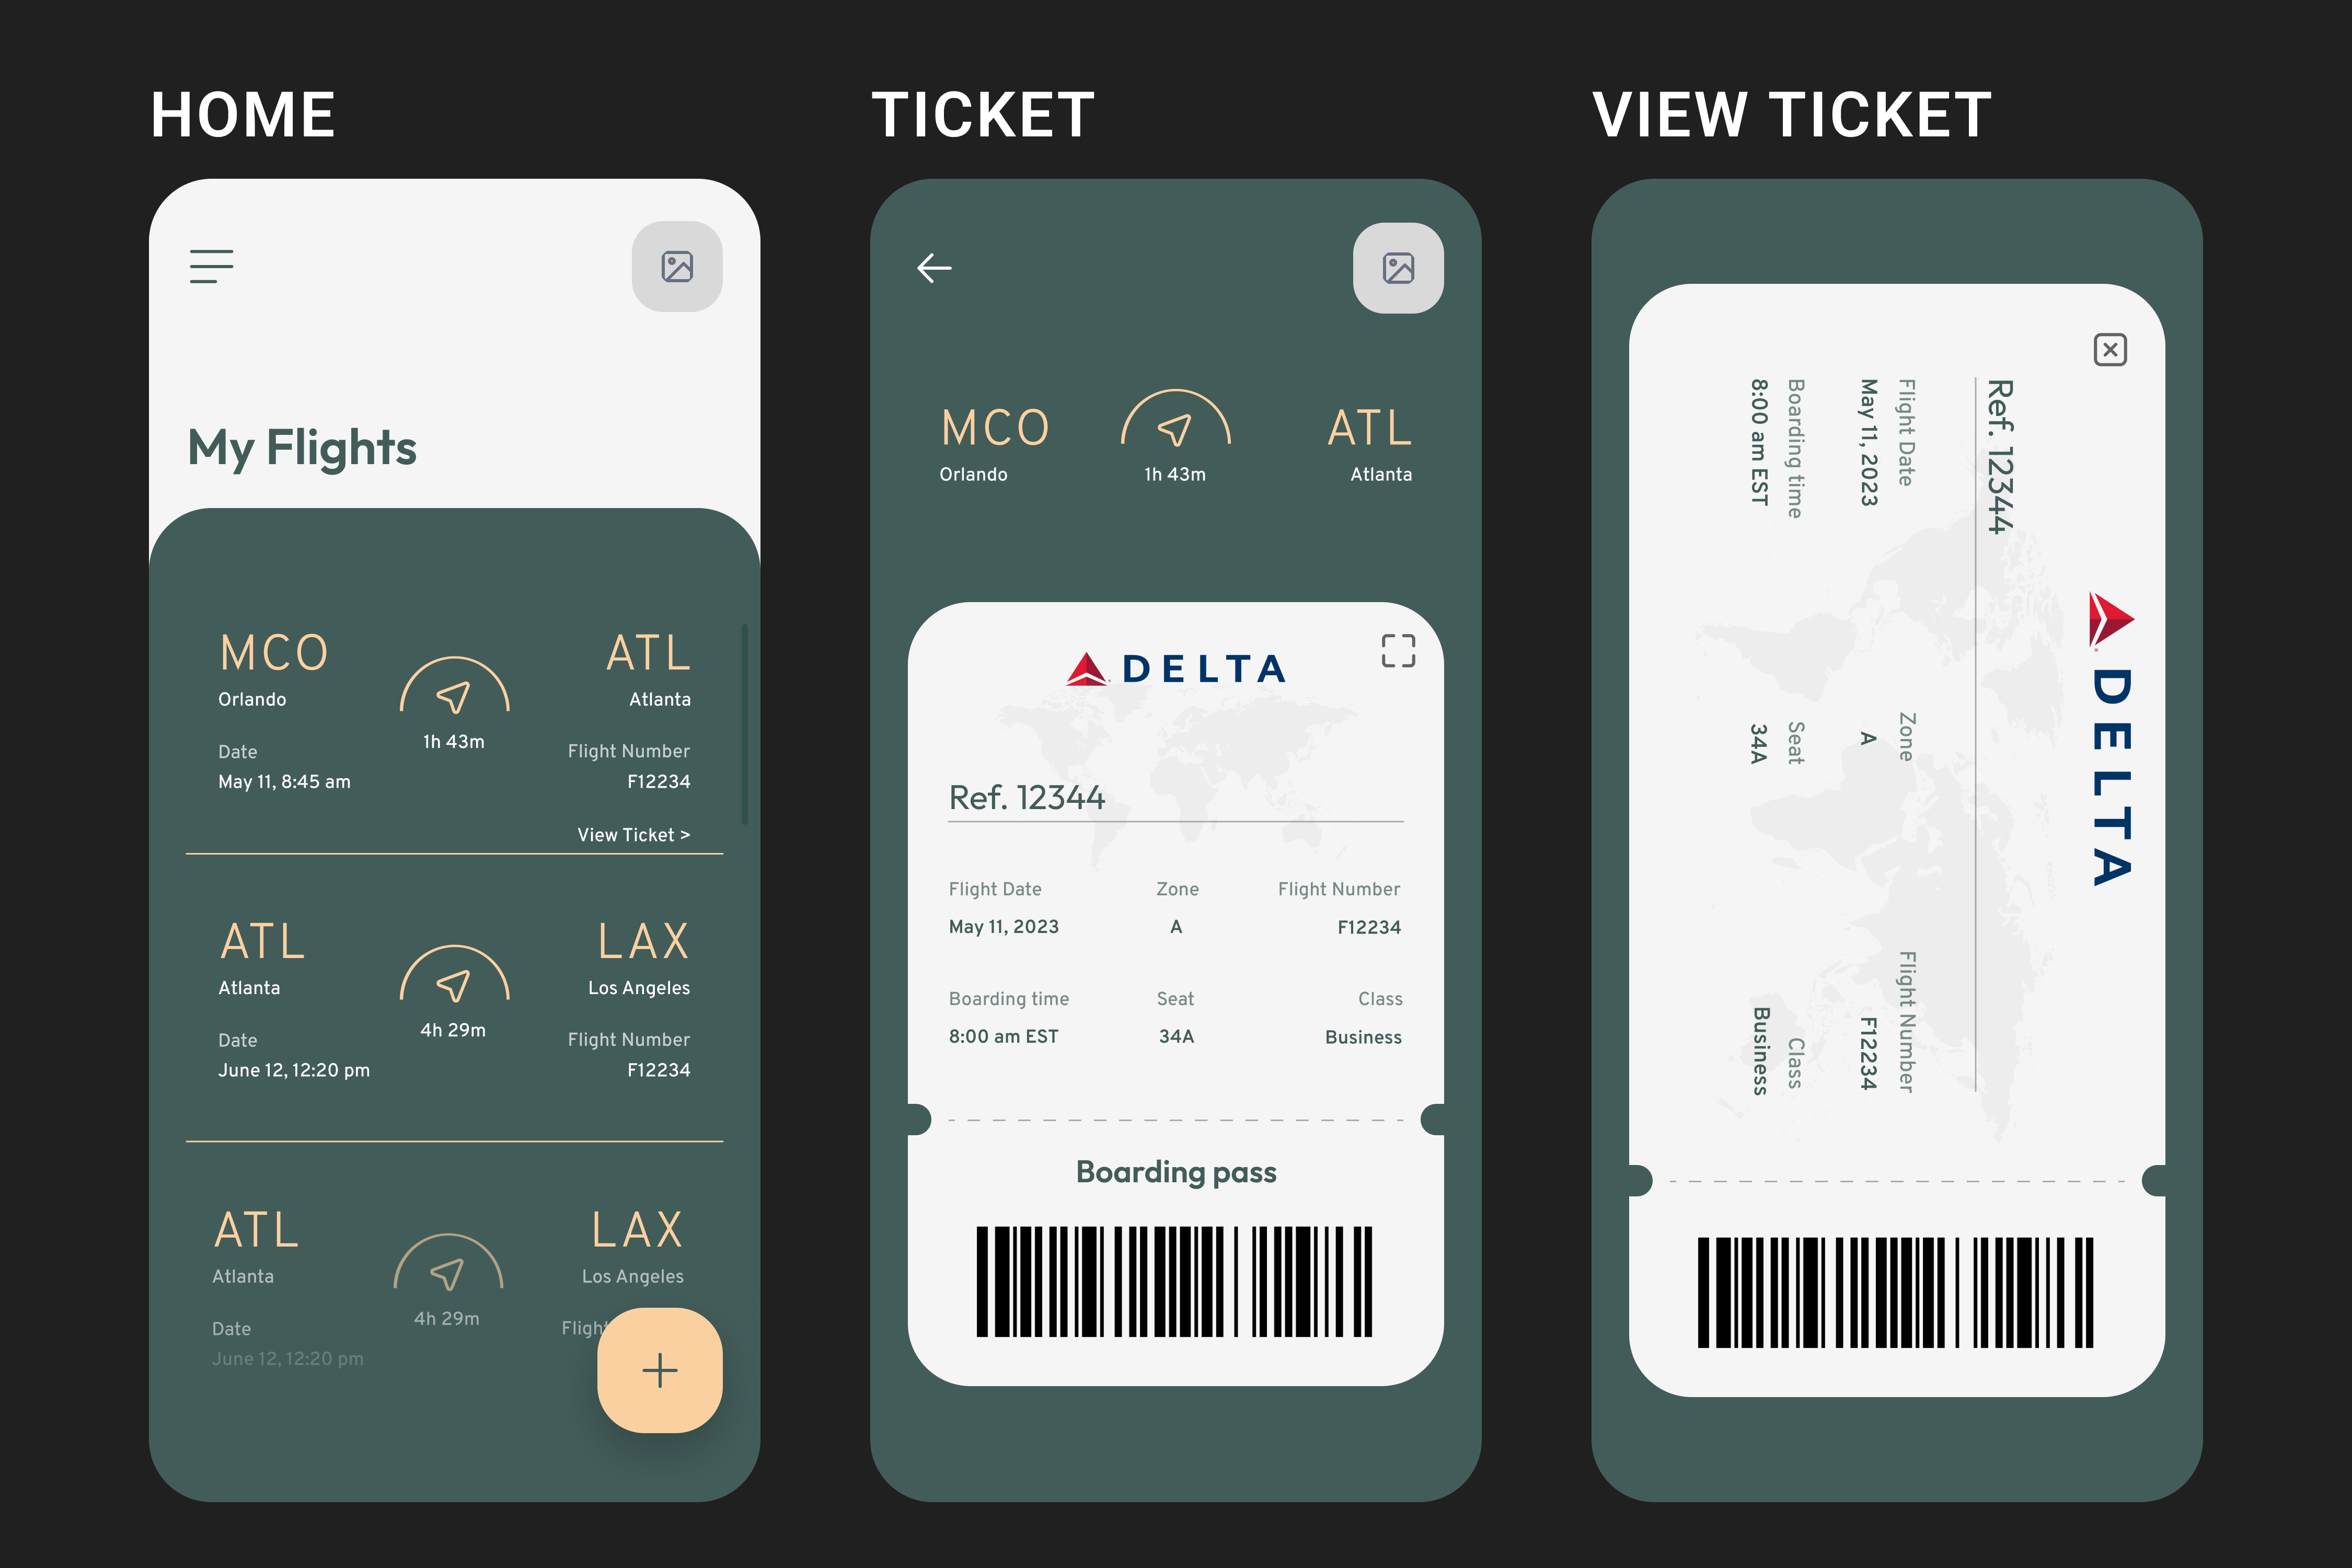 HOME
My Flights
MCO ATL
Orlando Atlanta
1h 43m
Date Flight Number
May 11, 8:45 am F12234
View Ticket >
ATL LAX
Atlanta Los Angeles
4h 29m
Date Flight Number
June 12, 12:20 pm F12234
ATL LAX
Atlanta Los Angeles
4h 29m
Date Flight
June 12, 12:20 pm
TICKET
MCO ATL
Orlando 1h 43m Atlanta
DELTA
Ref. 12344
Flight Date Zone Flight Number
May 11, 2023 A F12234
Boarding time Seat Class
8:00 am EST 34A Business
Boarding pass
VIEW TICKET
DELTA
Ref. 12344
Flight Date Zone Flight Number
May 11, 2023 A F12234
Boarding time Seat Class
8:00 am EST 34A Business